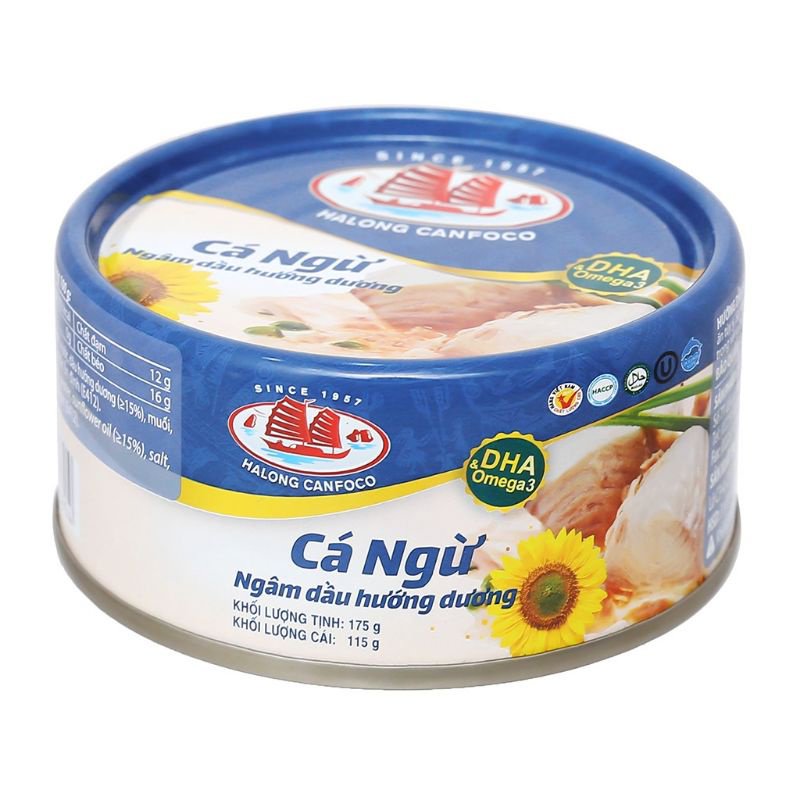 SINCE 1957
HALONG CANFOCO
Cá Ngừ
Ngâm dầu hướng dương
DHA
& Omega3
Chất đạm 12 g
Chất béo 16 g
dầu hướng dương (≥15%), muối,
(E412).
sunflower oil (≥15%), salt,
SINCE 1957
HALONG CANFOCO
HACCP
U
DHA
& Omega3
Cá Ngừ
Ngâm dầu hướng dương
KHỐI LƯỢNG TỊNH: 175 g
KHỐI LƯỢNG CÁI: 115 g